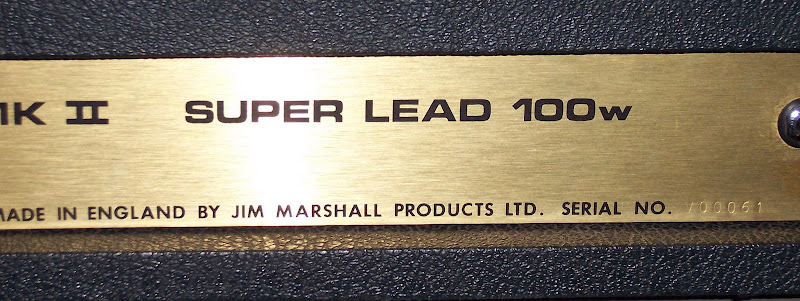 MK II SUPER LEAD 100w
MADE IN ENGLAND BY JIM MARSHALL PRODUCTS LTD. SERIAL NO.